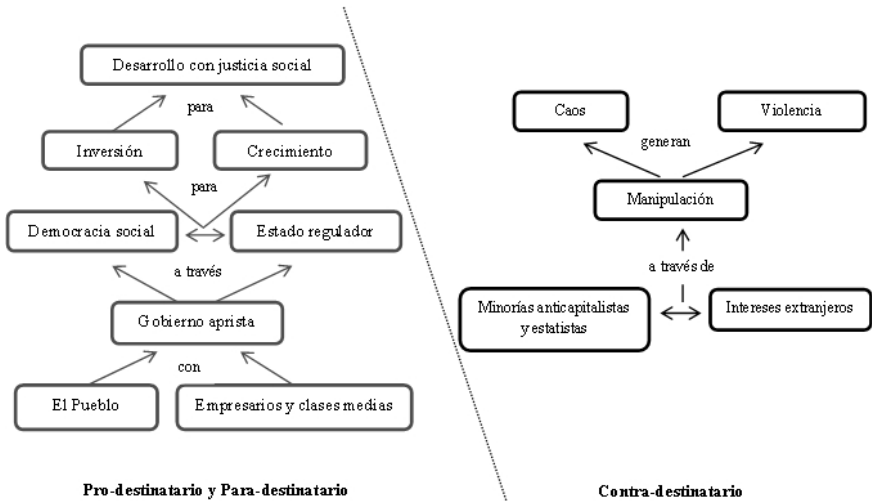 Desarrollo con justicia social
para
Inversión
Crecimiento
para
Democracia social
Estado regulador
a través
Gobierno aprista
con
El Pueblo
Empresarios y clases medias
Pro-destinatario y Para-destinatario
Caos
Violencia
generan
Manipulación
a través de
Minorías anticapitalistas
y estatistas
Intereses extranjeros
Contra-destinatario